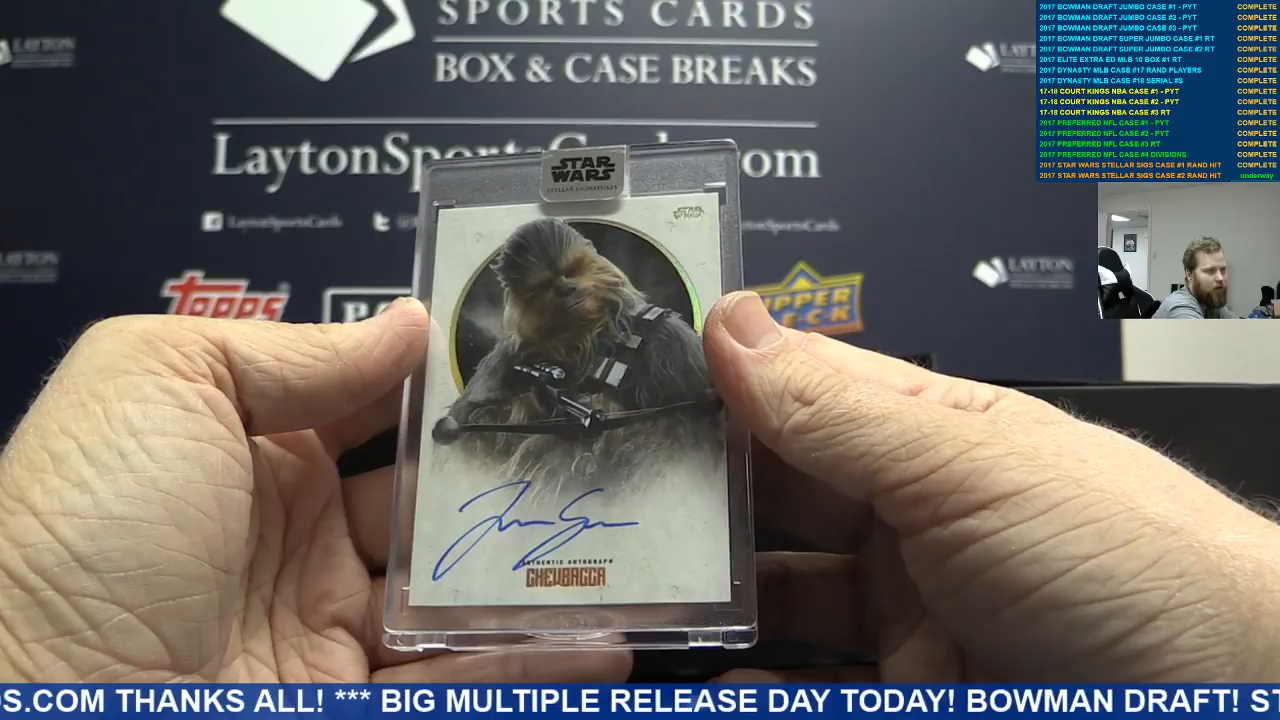 SPORTS CARDS
BOX & CASE BREAKS
LaytonSportsCards.com
LaytonSportsCards
LAYTON
LAYTON
LAYTON
TOPPS
UPPER DECK
STAR WARS
STELLAR SIGNATURES
STAR WARS
AUTHENTIC AUTOGRAPH
CHEWBACCA
2017 BOWMAN DRAFT JUMBO CASE #1 - PYT COMPLETE
2017 BOWMAN DRAFT JUMBO CASE #2 - PYT COMPLETE
2017 BOWMAN DRAFT JUMBO CASE #3 - PYT COMPLETE
2017 BOWMAN DRAFT SUPER JUMBO CASE #1 RT COMPLETE
2017 BOWMAN DRAFT SUPER JUMBO CASE #2 RT COMPLETE
2017 ELITE EXTRA ED MLB 10 BOX #1 RT COMPLETE
2017 DYNASTY MLB CASE #17 RAND PLAYERS COMPLETE
2017 DYNASTY MLB CASE #18 SERIAL #S COMPLETE
17-18 COURT KINGS NBA CASE #1 - PYT COMPLETE
17-18 COURT KINGS NBA CASE #2 - PYT COMPLETE
17-18 COURT KINGS NBA CASE #3 RT COMPLETE
2017 PREFERRED NFL CASE #1 - PYT COMPLETE
2017 PREFERRED NFL CASE #2 - PYT COMPLETE
2017 PREFERRED NFL CASE #3 RT COMPLETE
2017 PREFERRED NFL CASE #4 DIVISIONS COMPLETE
2017 STAR WARS STELLAR SIGS CASE #1 RAND HIT COMPLETE
2017 STAR WARS STELLAR SIGS CASE #2 RAND HIT underway
DS.COM THANKS ALL! *** BIG MULTIPLE RELEASE DAY TODAY! BOWMAN DRAFT! ST